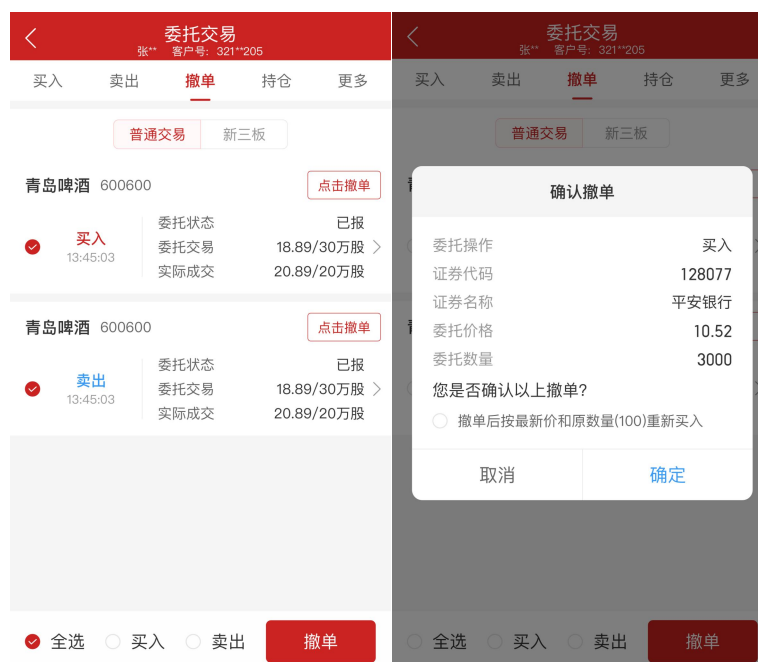 委托交易
张** 客户号: 321**205
买入 卖出 撤单 持仓 更多
普通交易 新三板
青岛啤酒 600600 点击撤单
委托状态 已报
买入 委托交易 18.89/30万股
13:45:03
实际成交 20.89/20万股
青岛啤酒 600600 点击撤单
委托状态 已报
卖出 委托交易 18.89/30万股
13:45:03
实际成交 20.89/20万股
全选 买入 卖出 撤单
委托交易
张** 客户号: 321**205
买入 卖出 撤单 持仓 更多
普通交易 新三板
确认撤单
委托操作 买入
证券代码 128077
证券名称 平安银行
委托价格 10.52
委托数量 3000
您是否确认以上撤单?
撤单后按最新价和原数量(100)重新买入
取消 确定
全选 买入 卖出 撤单